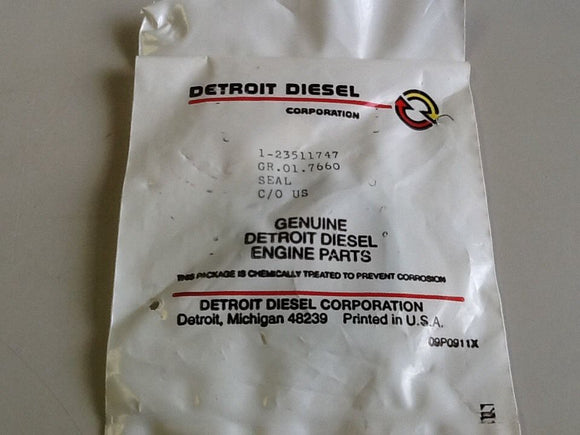 DETROIT DIESEL
CORPORATION
1-23511747
GR.01.7660
SEAL
C/O US
GENUINE
DETROIT DIESEL
ENGINE PARTS
THIS PACKAGE IS CHEMICALLY TREATED TO PREVENT CORROSION
DETROIT DIESEL CORPORATION
Detroit, Michigan 48239 Printed in U.S.A.
09P0911X